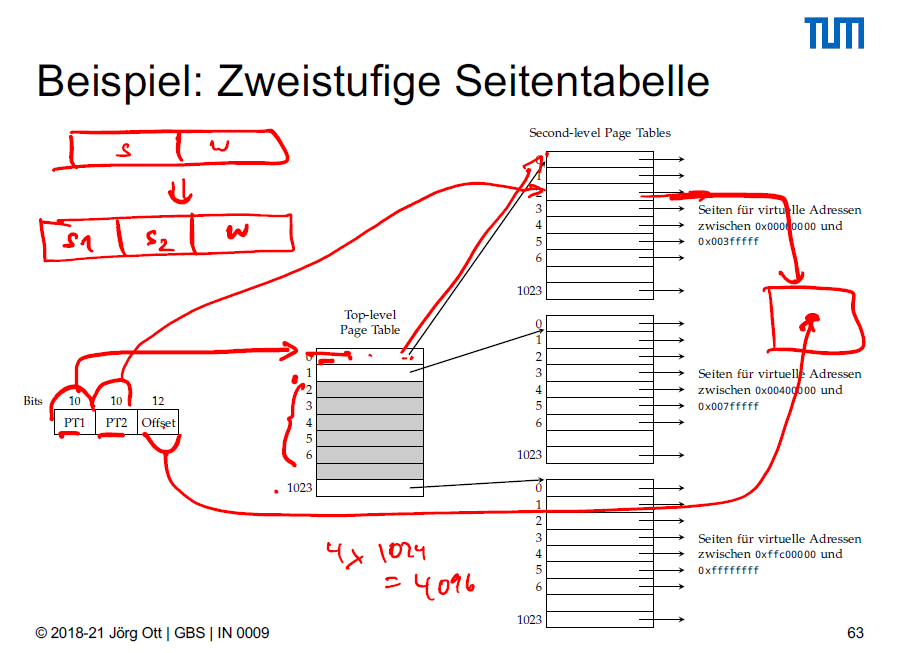 TUM
Beispiel: Zweistufige Seitentabelle
S W
S1 S2 W
Second-level Page Tables
0
1
2
3
4
5
6
1023
Seiten für virtuelle Adressen
zwischen 0x00000000 und
0x003fffff
Top-level
Page Table
0
1
2
3
4
5
6
1023
Bits 10 10 12
PT1 PT2 Offset
0
1
2
3
4
5
6
1023
Seiten für virtuelle Adressen
zwischen 0x00400000 und
0x007fffff
0
1
2
3
4
5
6
1023
Seiten für virtuelle Adressen
zwischen 0xffc00000 und
0xffffffff
4x 1024
= 4096
© 2018-21 Jörg Ott | GBS | IN 0009
63